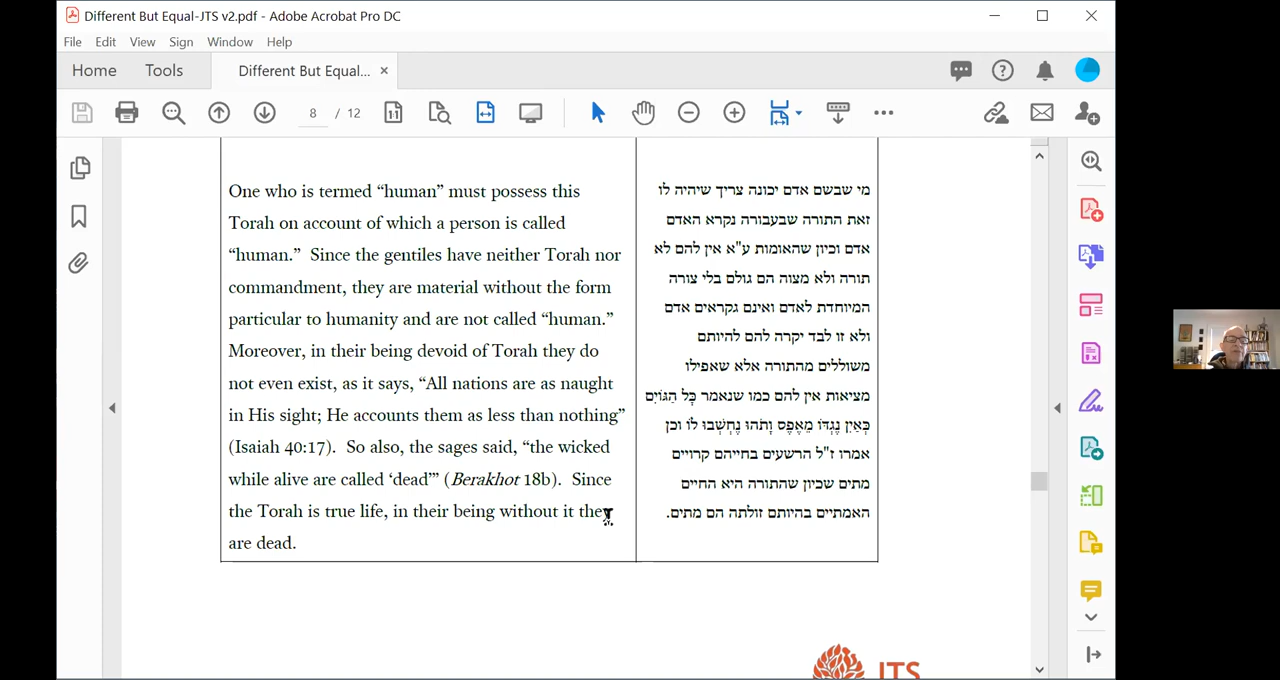 Different But Equal-JTS v2.pdf - Adobe Acrobat Pro DC
File Edit View Sign Window Help
Home Tools Different But Equal... ×
8 / 12
One who is termed “human” must possess this
Torah on account of which a person is called
“human.” Since the gentiles have neither Torah nor
commandment, they are material without the form
particular to humanity and are not called “human.”
Moreover, in their being devoid of Torah they do
not even exist, as it says, “All nations are as naught
in His sight; He accounts them as less than nothing”
(Isaiah 40:17). So also, the sages said, “the wicked
while alive are called ‘dead’” (Berakhot 18b). Since
the Torah is true life, in their being without it they
are dead.
מי שבשם אדם יכונה צריך שיהיה לו
זאת התורה שבעבורה נקרא האדם
אדם וכיון שהאומות ע"א אין להם לא
תורה ולא מצוה הם גולם בלי צורה
המיוחדת לאדם ואינם נקראים אדם
ולא זו לבד יקרה להם להיותם
משוללים מהתורה אלא שאפילו
מציאות אין להם כמו שנאמר כָּל הַגּוֹיִם
כְּאַיִן נֶגְדּוֹ מֵאֶפֶס וָתֹהוּ נֶחְשְׁבוּ לוֹ וכן
אמרו ז"ל הרשעים בחייהם קרויים
מתים שכיון שהתורה היא החיים
האמתיים בהיותם זולתה הם מתים.
JTS